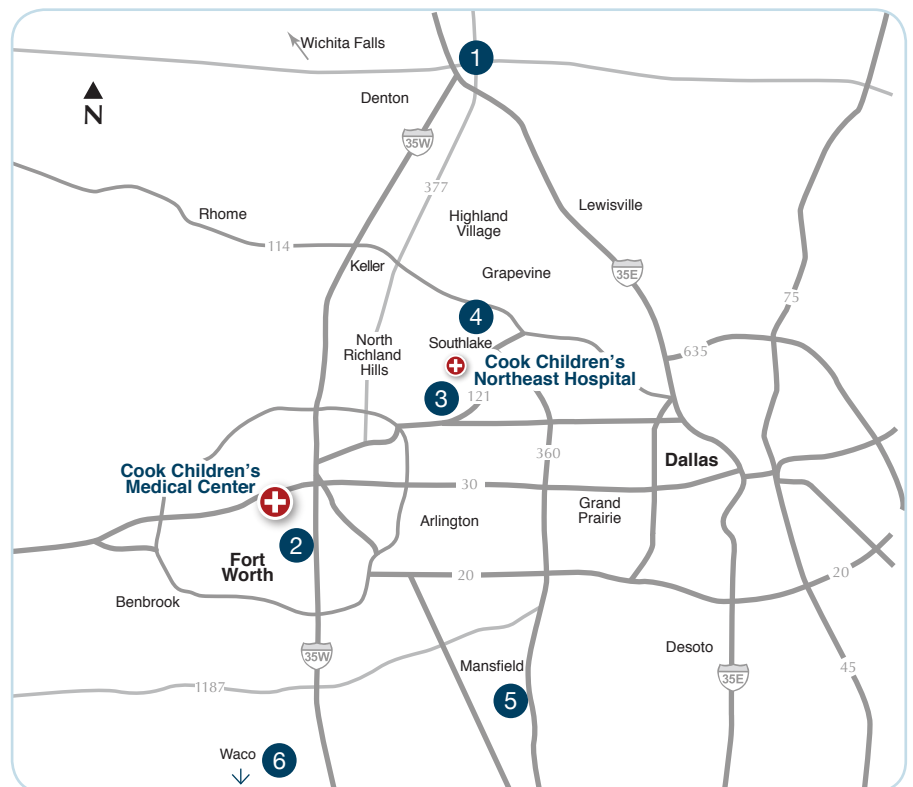 Wichita Falls
1
N
Denton
35W
377
Rhome
Highland
Village
Lewisville
114
Keller
Grapevine
35E
75
4
North
Richland
Hills
Southlake
635
Cook Children's
Northeast Hospital
3
121
360
Dallas
Cook Children's
Medical Center
30
Grand
Prairie
Arlington
2
Fort
Worth
20
20
Benbrook
35W
Desoto
Mansfield
45
35E
1187
5
Waco
6